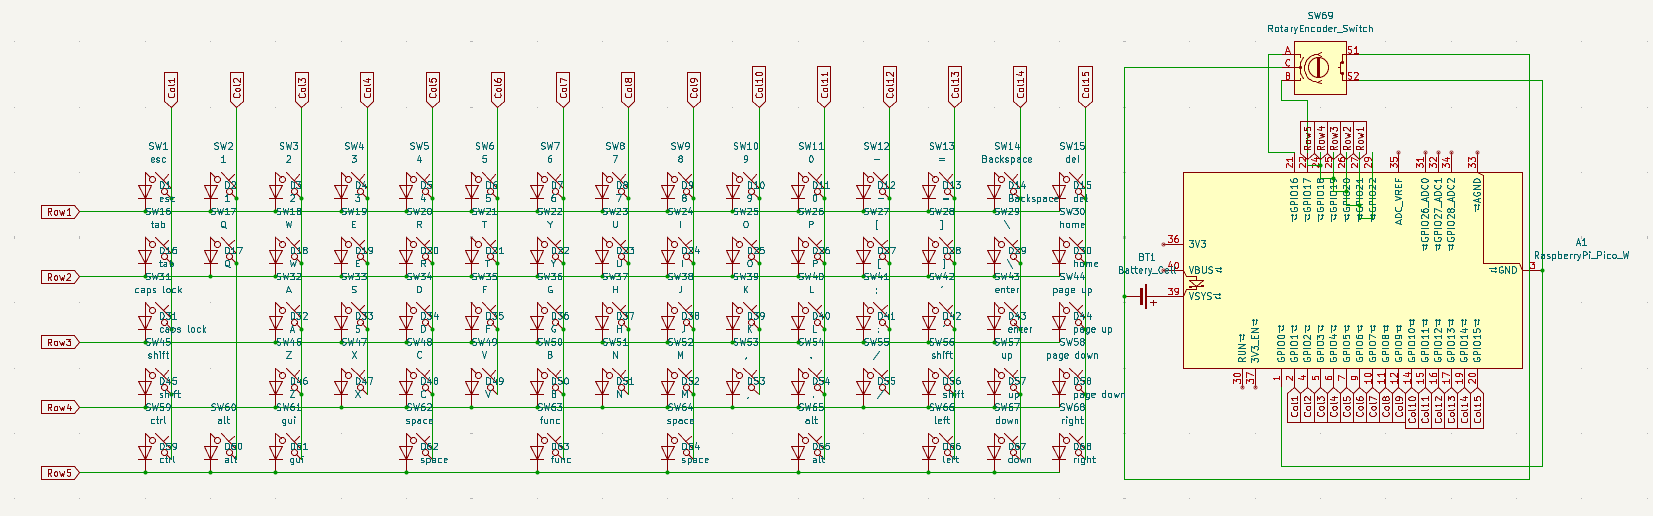 SW69
RotaryEncoder_Switch
A
C
B
S1
S2
Col1 Col2 Col3 Col4 Col5 Col6 Col7 Col8 Col9 Col10 Col11 Col12 Col13 Col14 Col15
SW1 SW2 SW3 SW4 SW5 SW6 SW7 SW8 SW9 SW10 SW11 SW12 SW13 SW14 SW15
esc 1 2 3 4 5 6 7 8 9 0 - = Backspace del
D1 D2 D3 D4 D5 D6 D7 D8 D9 D10 D11 D12 D13 D14 D15
esc 1 2 3 4 5 6 7 8 9 0 - = Backspace del
Row1
SW16 SW17 SW18 SW19 SW20 SW21 SW22 SW23 SW24 SW25 SW26 SW27 SW28 SW29 SW30
tab Q W E R T Y U I O P [ ] \ home
D16 D17 D18 D19 D20 D21 D22 D23 D24 D25 D26 D27 D28 D29 D30
tab Q W E R T Y U I O P [ ] \ home
Row2
SW31 SW32 SW33 SW34 SW35 SW36 SW37 SW38 SW39 SW40 SW41 SW42 SW43 SW44
caps lock A S D F G H J K L ; ' enter page up
D31 D32 D33 D34 D35 D36 D37 D38 D39 D40 D41 D42 D43 D44
caps lock A S D F G H J K L ; ' enter page up
Row3
SW45 SW46 SW47 SW48 SW49 SW50 SW51 SW52 SW53 SW54 SW55 SW56 SW57 SW58
shift Z X C V B N M , . / shift up page down
D45 D46 D47 D48 D49 D50 D51 D52 D53 D54 D55 D56 D57 D58
shift Z X C V B N M , . / shift up page down
Row4
SW59 SW60 SW61 SW62 SW63 SW64 SW65 SW66 SW67 SW68
ctrl alt gui space func space alt left down right
D59 D60 D61 D62 D63 D64 D65 D66 D67 D68
ctrl alt gui space func space alt left down right
Row5
Row5 Row4 Row3 Row2 Row1
21 22 24 25 26 27 29 35 31 32 34 33
GPIO16 GPIO17 GPIO18 GPIO19 GPIO20 GPIO21 GPIO22 ADC_VREF GPIO26_ADC0 GPIO27_ADC1 GPIO28_ADC2 AGND
36 3V3
40 VBUS
39 VSYS
BT1
Battery_Cell
+
A1
RaspberryPi_Pico_W
GND 3
RUN 3V3_EN GPIO0 GPIO1 GPIO2 GPIO3 GPIO4 GPIO5 GPIO6 GPIO7 GPIO8 GPIO9 GPIO10 GPIO11 GPIO12 GPIO13 GPIO14 GPIO15
30 37 1 2 4 5 6 7 9 10 11 12 14 15 16 17 19 20
Col1 Col2 Col3 Col4 Col5 Col6 Col7 Col8 Col9 Col10 Col11 Col12 Col13 Col14 Col15